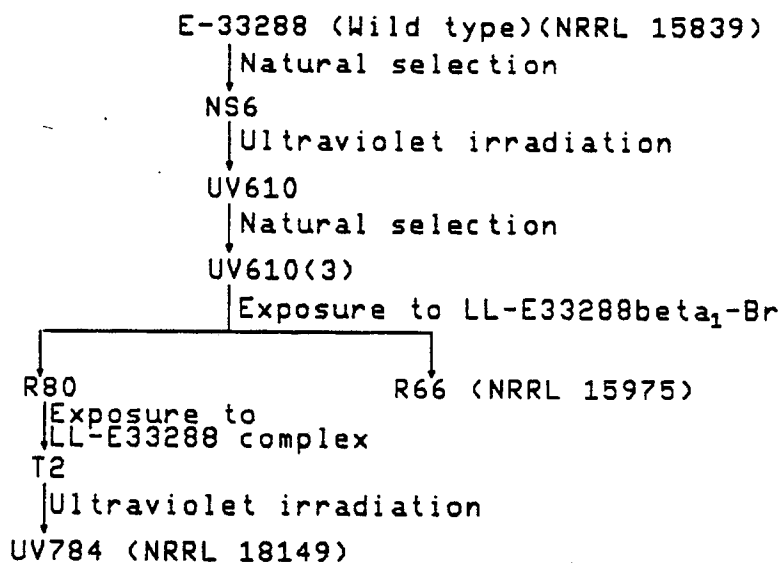 E-33288 (Wild type)(NRRL 15839)
Natural selection
NS6
Ultraviolet irradiation
UV610
Natural selection
UV610(3)
Exposure to LL-E33288beta₁-Br
R80
R66 (NRRL 15975)
Exposure to
LL-E33288 complex
T2
Ultraviolet irradiation
UV784 (NRRL 18149)